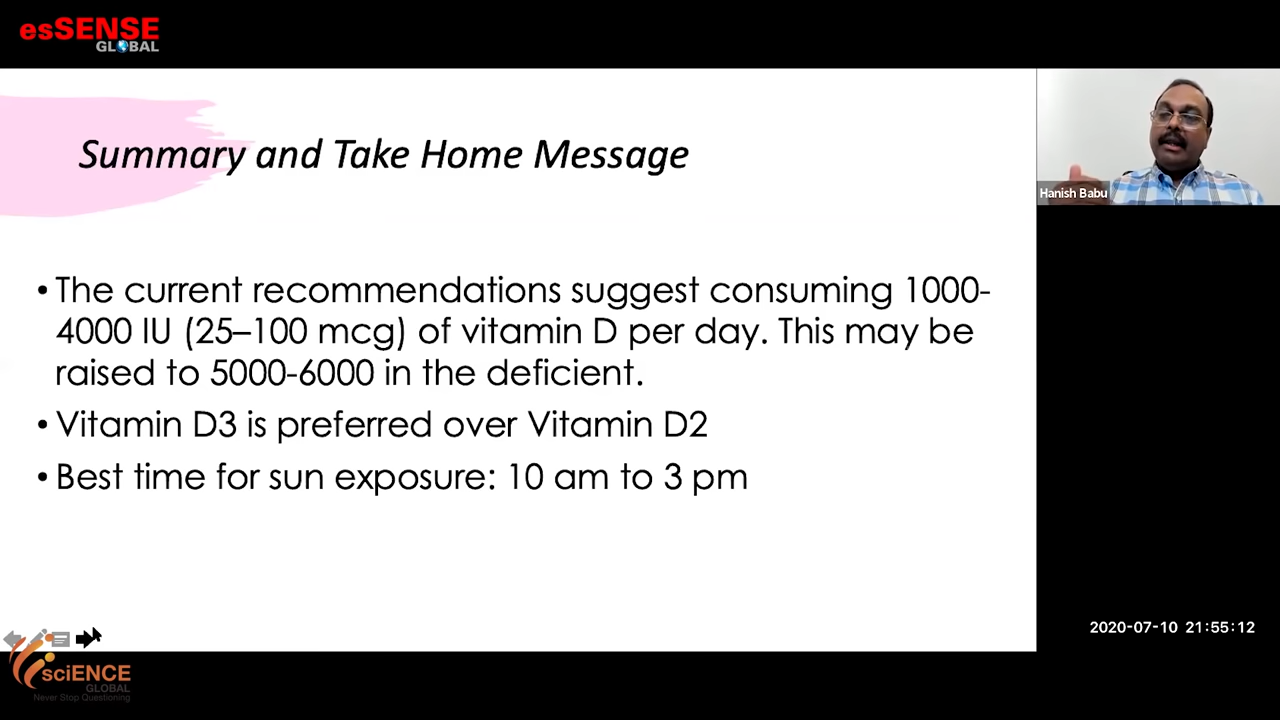 esSENSE
GLOBAL
Summary and Take Home Message
Hanish Babu
• The current recommendations suggest consuming 1000-
4000 IU (25–100 mcg) of vitamin D per day. This may be
raised to 5000-6000 in the deficient.
• Vitamin D3 is preferred over Vitamin D2
• Best time for sun exposure: 10 am to 3 pm
2020-07-10 21:55:12
sciENCE
GLOBAL
Never Stop Questioning